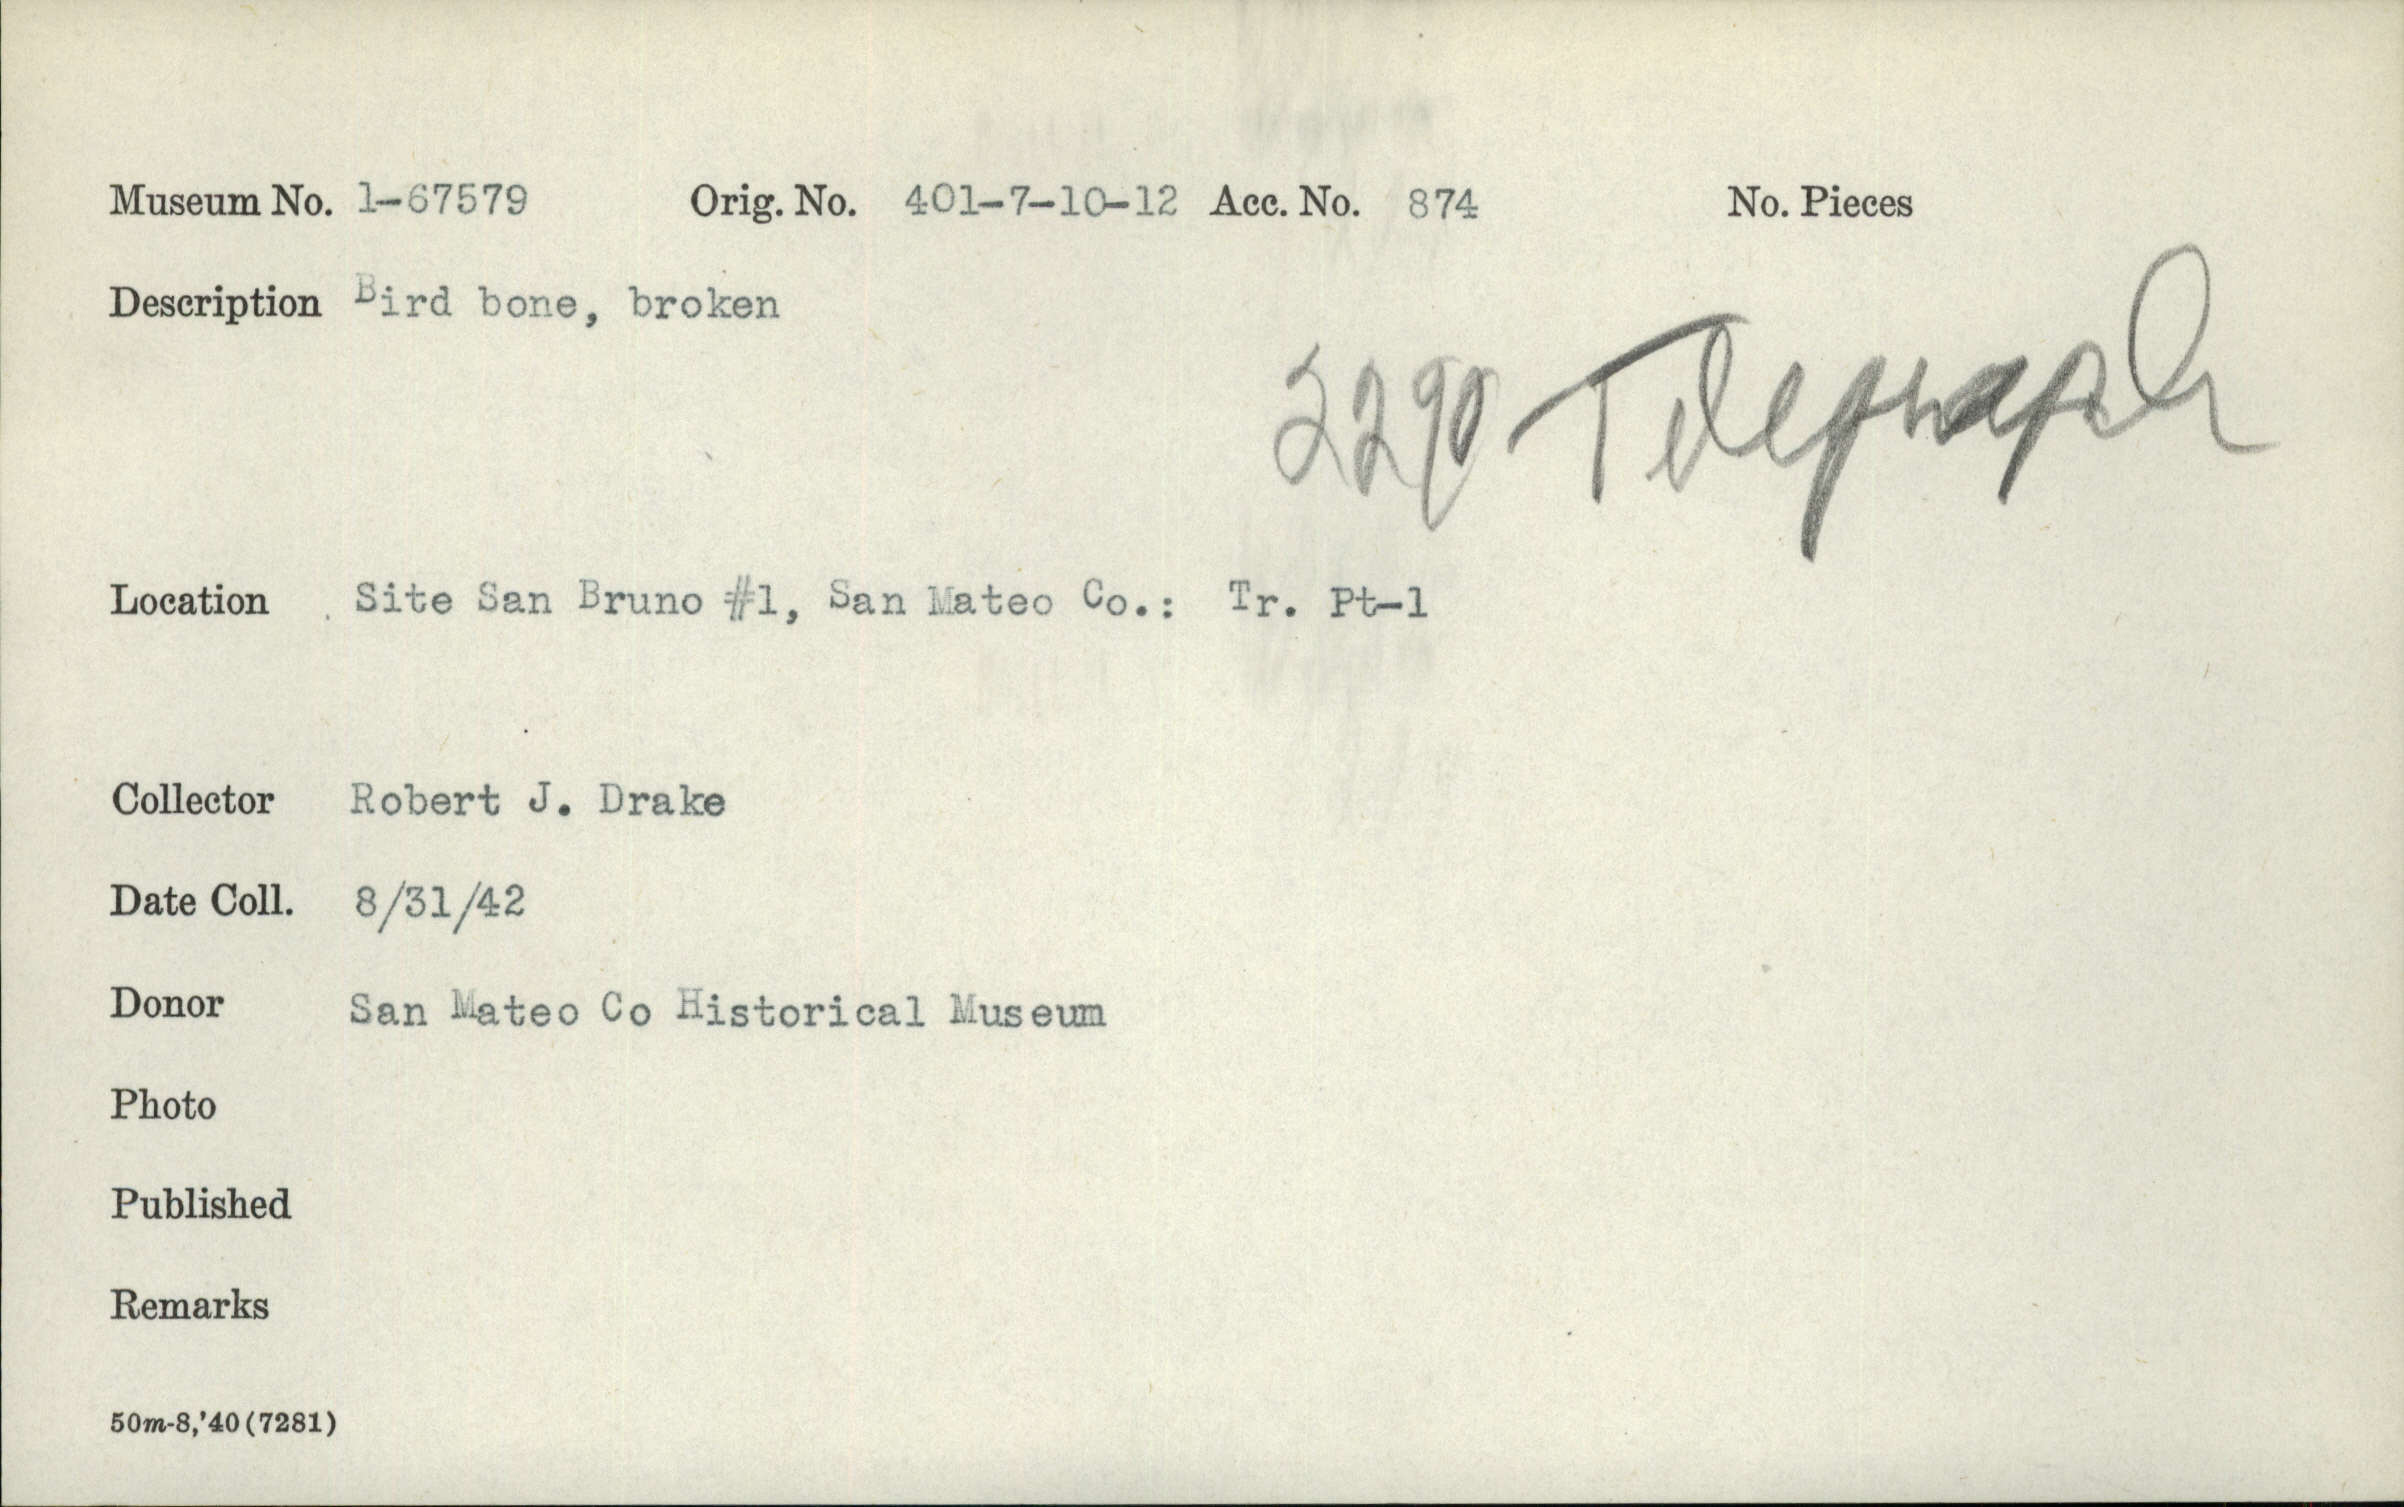 Museum No. 1-67579 Orig. No. 401-7-10-12 Acc. No. 874 No. Pieces
Description Bird bone, broken
2290 Telegraph
Location Site San Bruno #1, San Mateo Co.: Tr. Pt-1
Collector Robert J. Drake
Date Coll. 8/31/42
Donor San Mateo Co Historical Museum
Photo
Published
Remarks
50m-8,'40(7281)